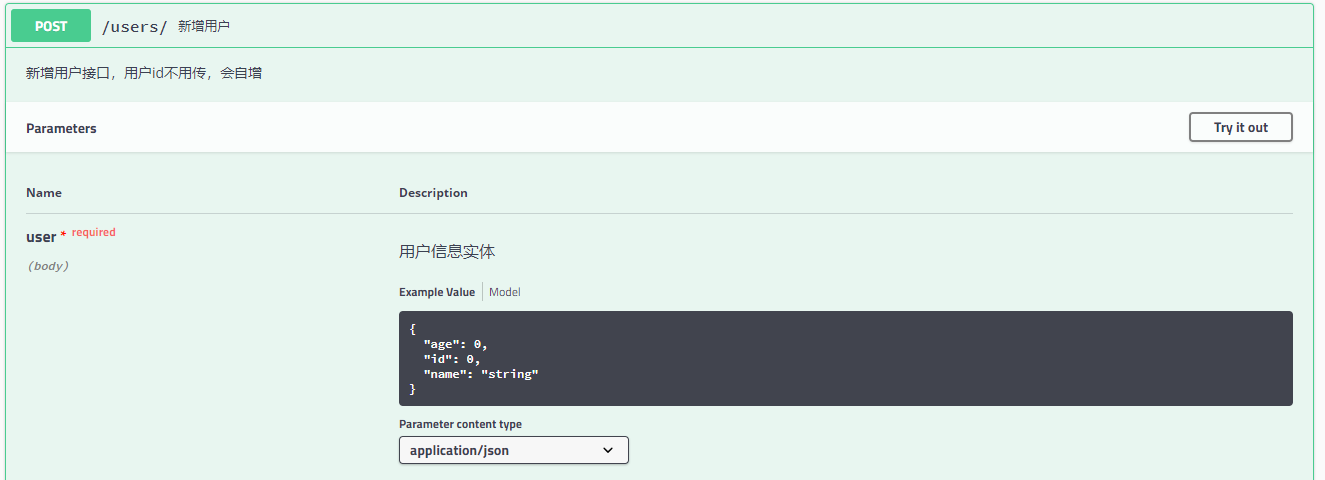 POST /users/ 新增用户
新增用户接口，用户id不用传，会自增
Parameters Try it out
Name Description
user * required
(body)
用户信息实体
Example Value Model
{
"age": 0,
"id": 0,
"name": "string"
}
Parameter content type
application/json